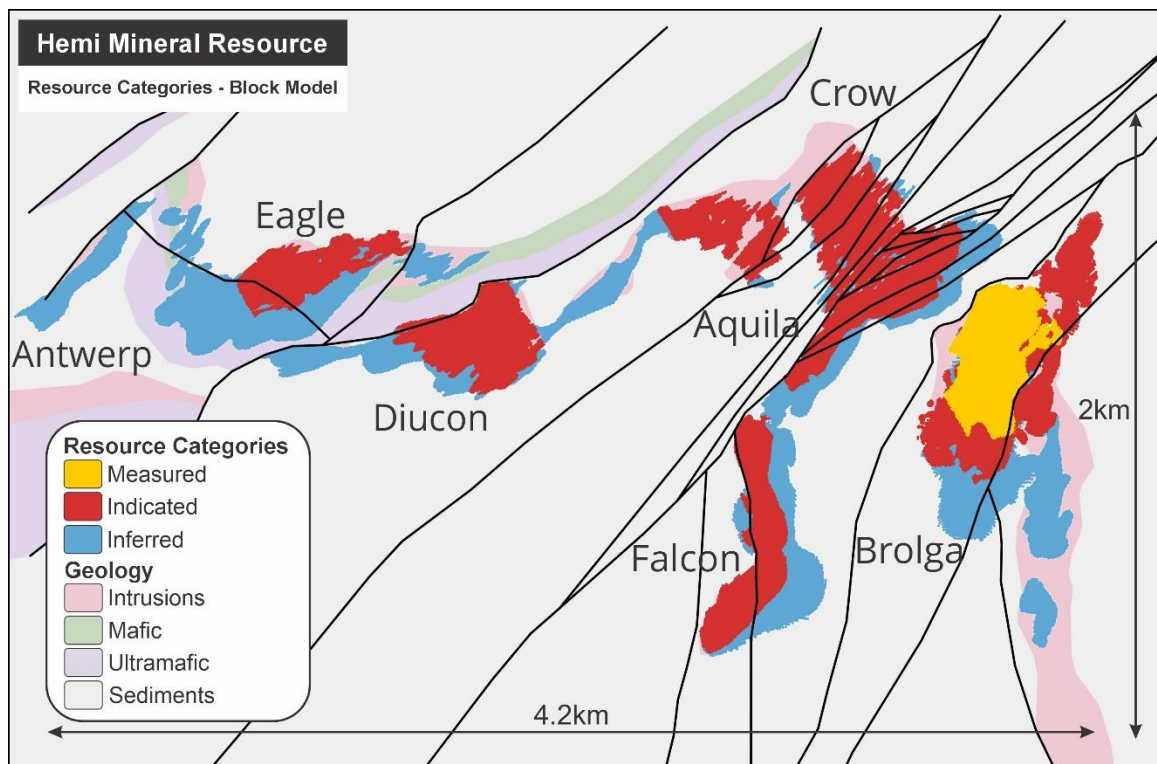 Hemi Mineral Resource
Resource Categories - Block Model
Crow
Eagle
Aquila
Antwerp
Diucon
2km
Falcon
Brolga
Resource Categories
Measured
Indicated
Inferred
Geology
Intrusions
Mafic
Ultramafic
Sediments
4.2km